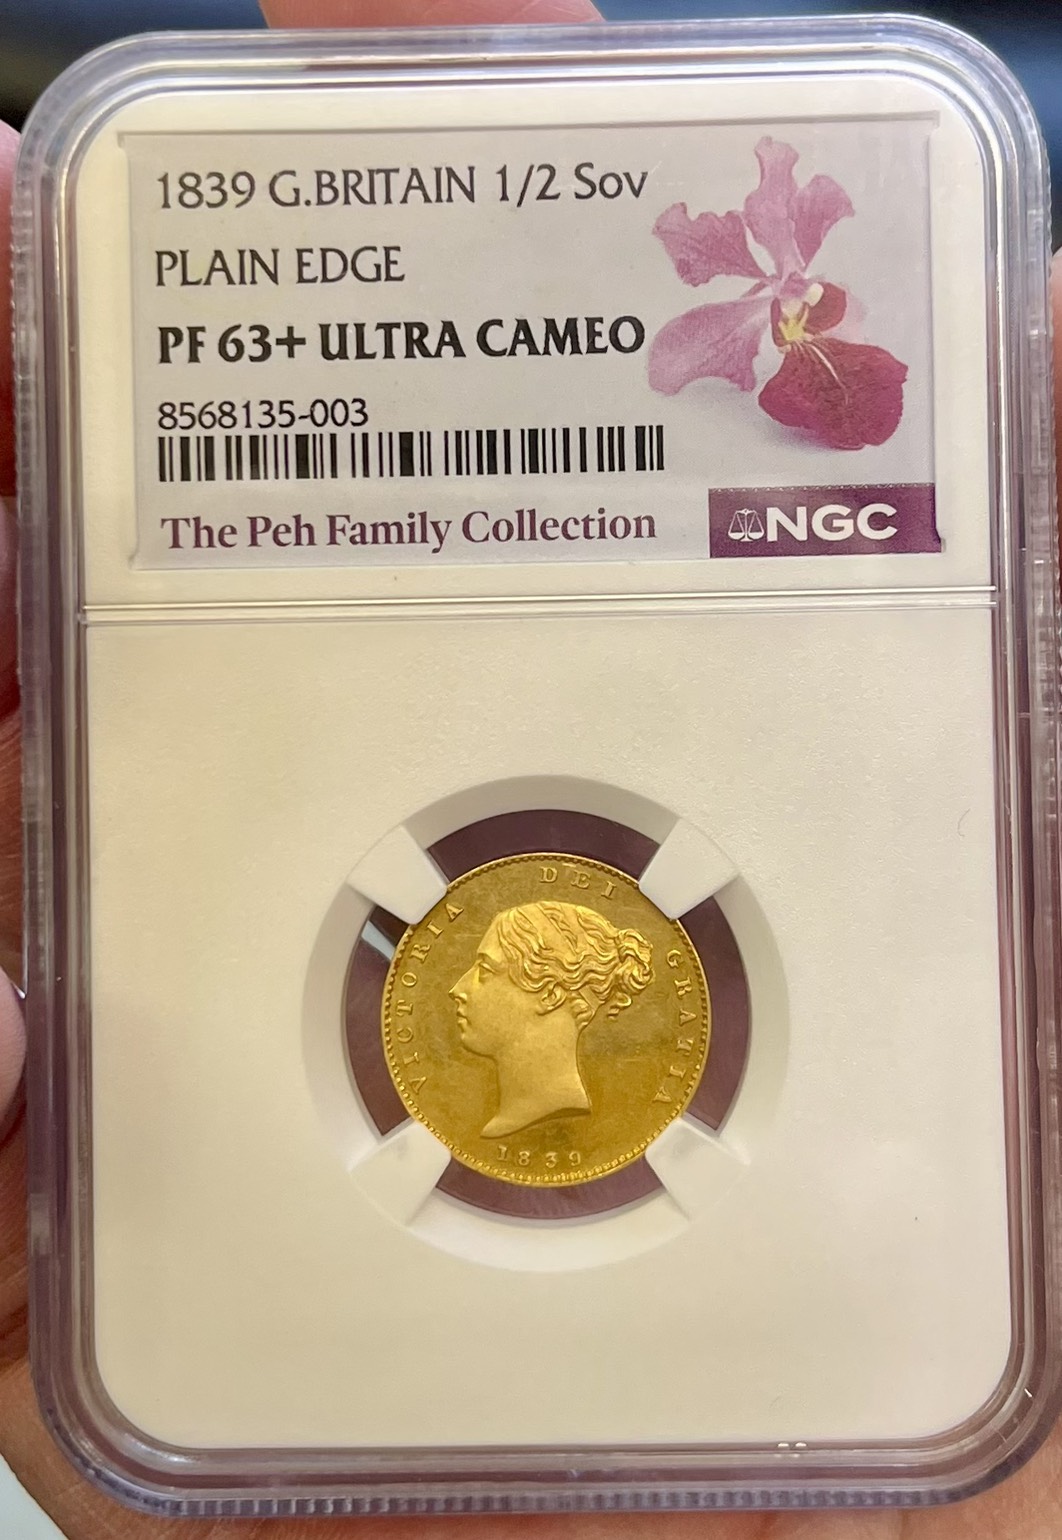 1839 G.BRITAIN 1/2 Sov
PLAIN EDGE
PF 63+ ULTRA CAMEO
8568135-003
The Peh Family Collection
NGC
VICTORIA DEI GRATIA
1839